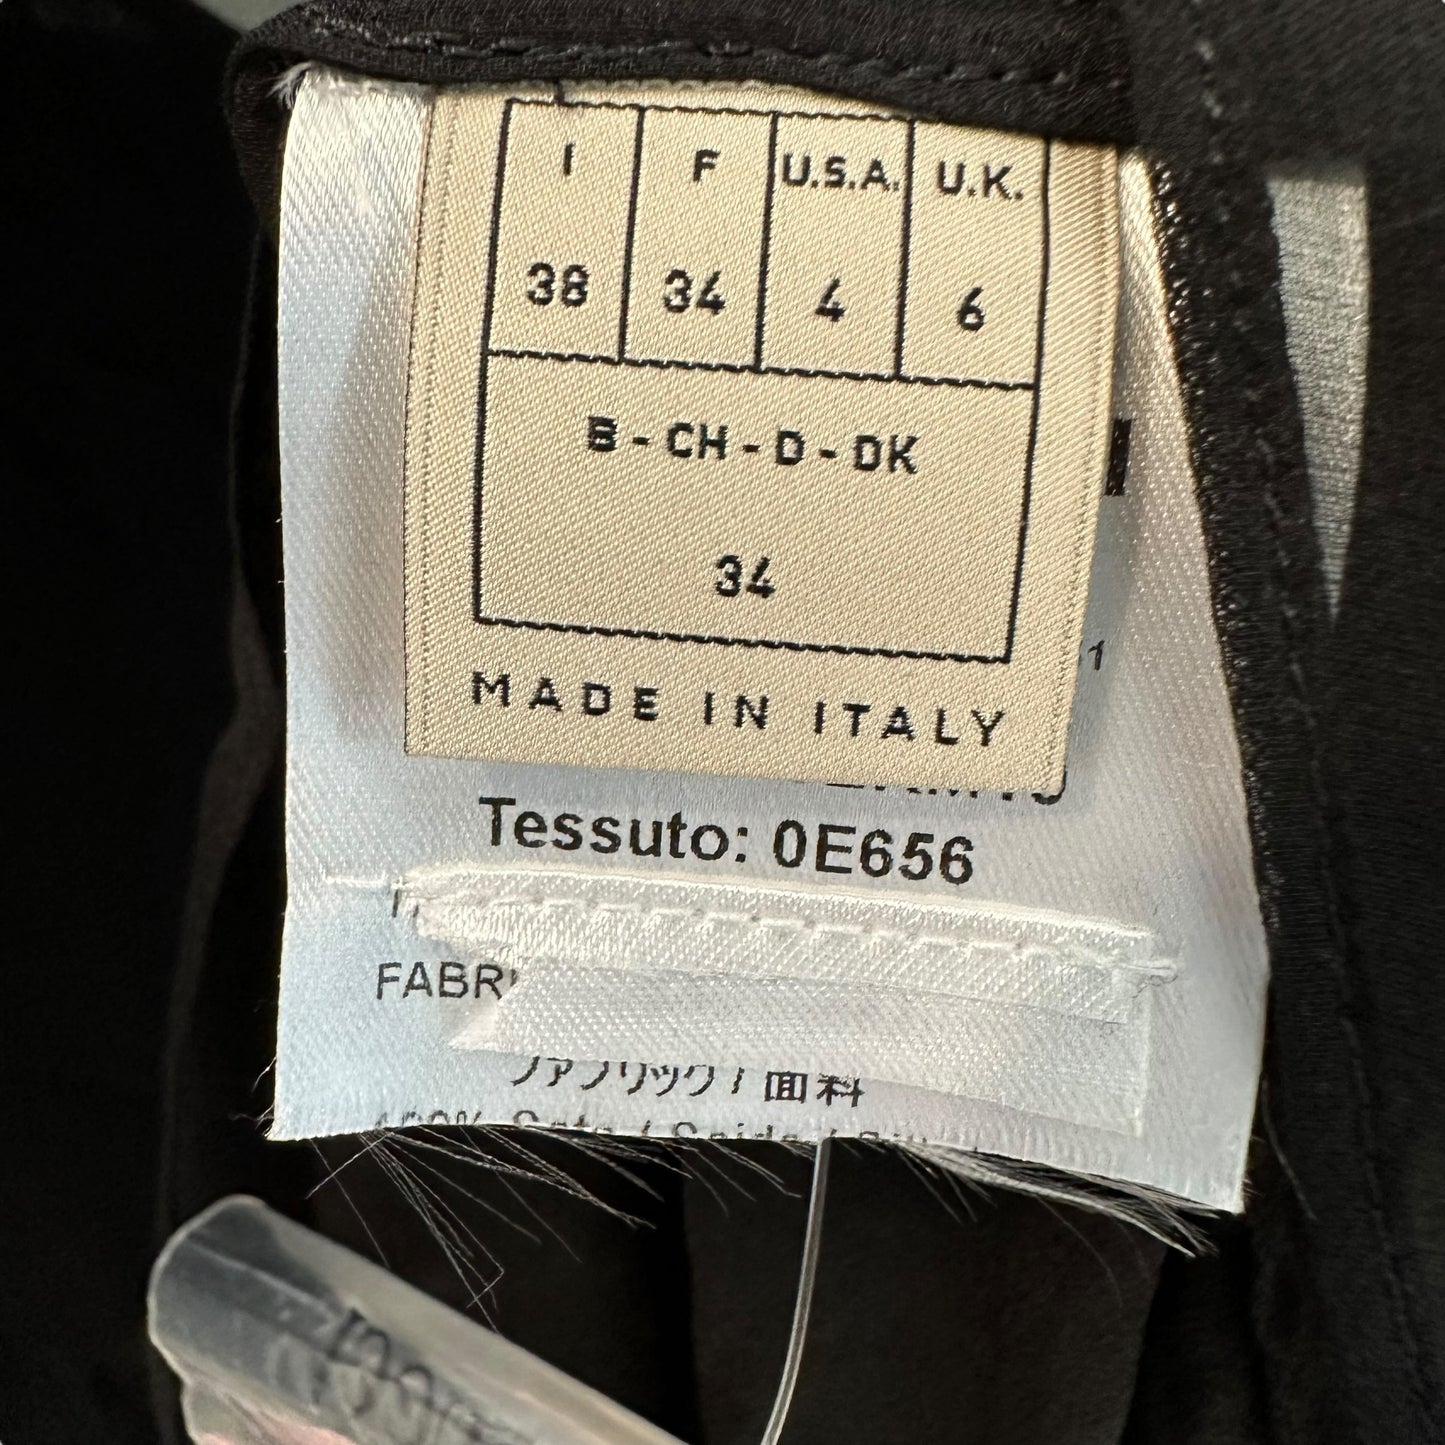 I F U.S.A. U.K.
38 34 4 6
B - CH - D - DK
34
MADE IN ITALY
Tessuto: 0E656
ファブリック / 面料